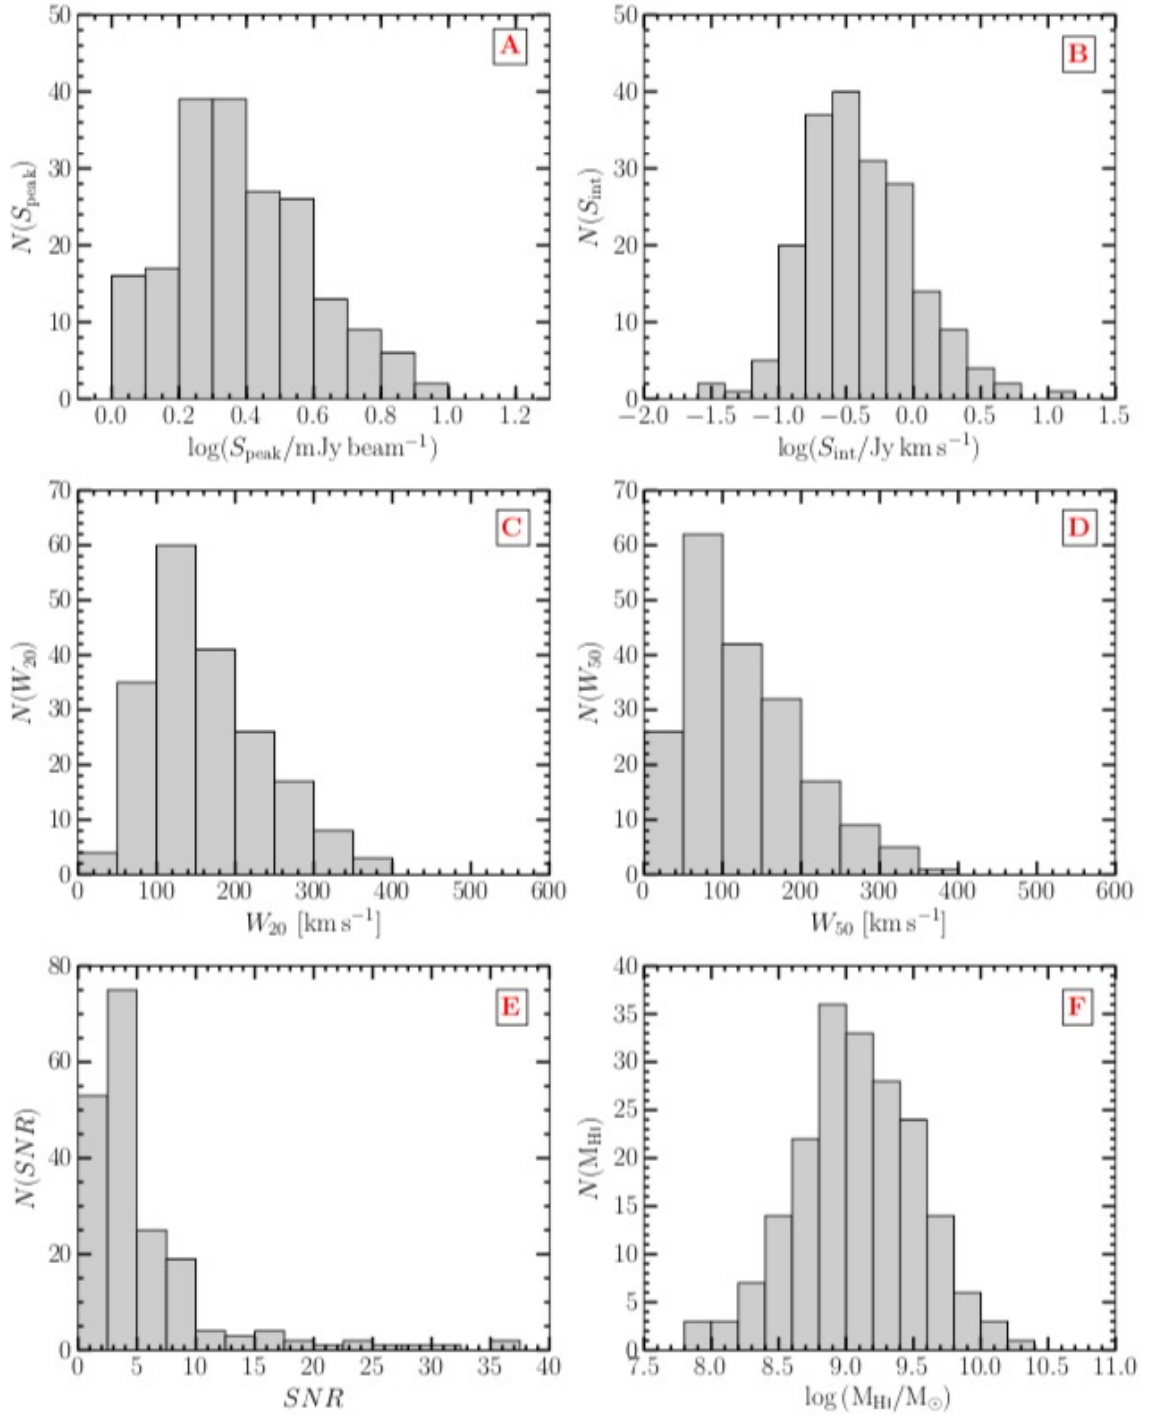 50
40
30
20
10
0
N(S_peak)
A
0.0 0.2 0.4 0.6 0.8 1.0 1.2
log(S_peak/mJy beam⁻¹)
50
40
30
20
10
0
N(S_int)
B
−2.0 −1.5 −1.0 −0.5 0.0 0.5 1.0 1.5
log(S_int/Jy km s⁻¹)
70
60
50
40
30
20
10
0
N(W₂₀)
C
0 100 200 300 400 500 600
W₂₀ [km s⁻¹]
70
60
50
40
30
20
10
0
N(W₅₀)
D
0 100 200 300 400 500 600
W₅₀ [km s⁻¹]
80
60
40
20
0
N(SNR)
E
0 5 10 15 20 25 30 35 40
SNR
40
35
30
25
20
15
10
5
0
N(M_HI)
F
7.5 8.0 8.5 9.0 9.5 10.0 10.5 11.0
log (M_HI/M_⊙)